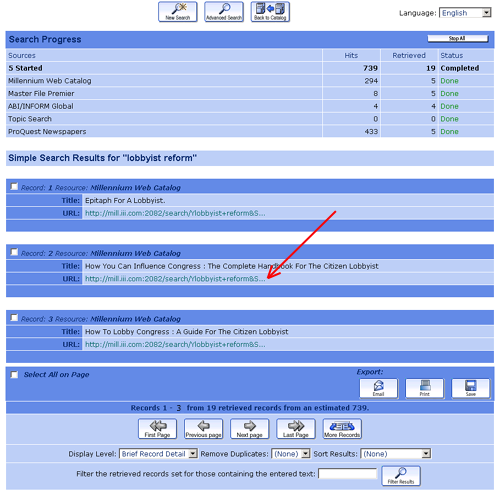 New Search Advanced Search Back to Catalog Language: English
Search Progress Stop All
Sources Hits Retrieved Status
5 Started 739 19 Completed
Millennium Web Catalog 294 5 Done
Master File Premier 8 5 Done
ABI/INFORM Global 4 4 Done
Topic Search 0 0 Done
ProQuest Newspapers 433 5 Done
Simple Search Results for "lobbyist reform"
Record: 1 Resource: Millennium Web Catalog
Title: Epitaph For A Lobbyist.
URL: http://mill.iii.com:2082/search/Ylobbyist+reform&S...
Record: 2 Resource: Millennium Web Catalog
Title: How You Can Influence Congress : The Complete Handbook For The Citizen Lobbyist
URL: http://mill.iii.com:2082/search/Ylobbyist+reform&S...
Record: 3 Resource: Millennium Web Catalog
Title: How To Lobby Congress : A Guide For The Citizen Lobbyist
URL: http://mill.iii.com:2082/search/Ylobbyist+reform&S...
Select All on Page Export:
Email Print Save
Records 1 - 3 from 19 retrieved records from an estimated 739.
First Page Previous page Next page Last Page More Records
Display Level: Brief Record Detail Remove Duplicates: (None) Sort Results: (None)
Filter the retrieved records set for those containing the entered text: Filter Results